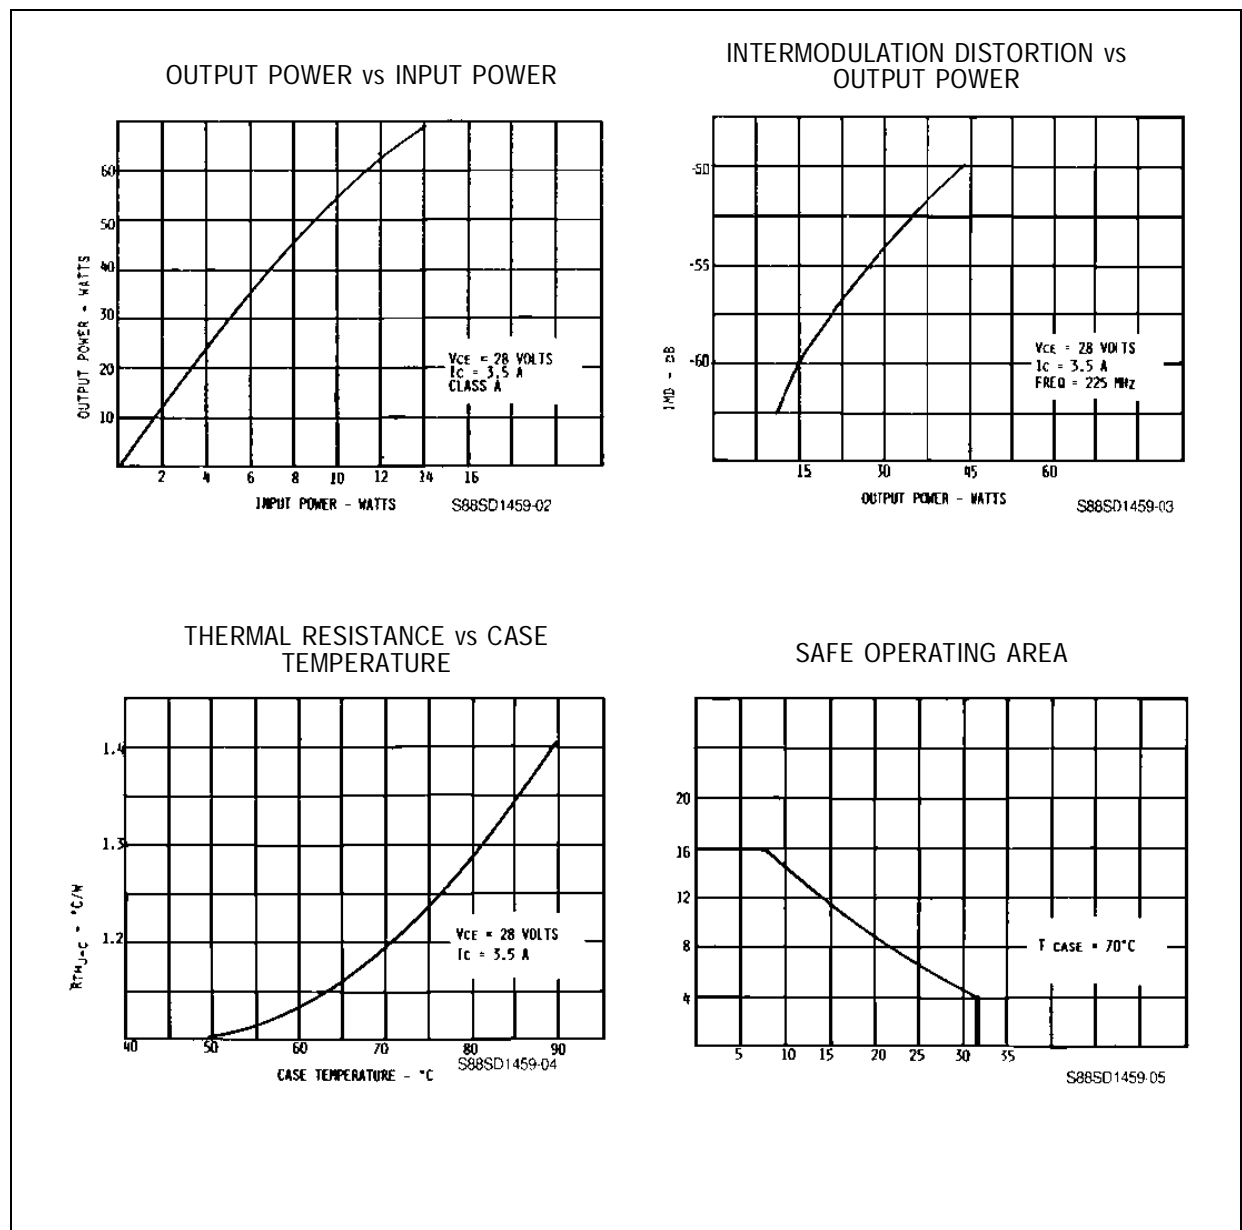 OUTPUT POWER vs INPUT POWER
60
50
40
30
20
10
OUTPUT POWER - WATTS
VCE = 28 VOLTS
IC = 3.5 A
CLASS A
2 4 6 8 10 12 14 16
INPUT POWER - WATTS
S88SD1459-02
INTERMODULATION DISTORTION vs
OUTPUT POWER
-50
-55
-60
IMD - dB
VCE = 28 VOLTS
IC = 3.5 A
FREQ = 225 MHz
15 30 45 60
OUTPUT POWER - WATTS
S88SD1459-03
THERMAL RESISTANCE vs CASE
TEMPERATURE
1.4
1.3
1.2
RTHJ-C - °C/W
VCE = 28 VOLTS
IC = 3.5 A
40 50 60 70 80 90
CASE TEMPERATURE - °C
S88SD1459-04
SAFE OPERATING AREA
20
16
12
8
4
T CASE = 70°C
5 10 15 20 25 30 35
S88SD1459-05